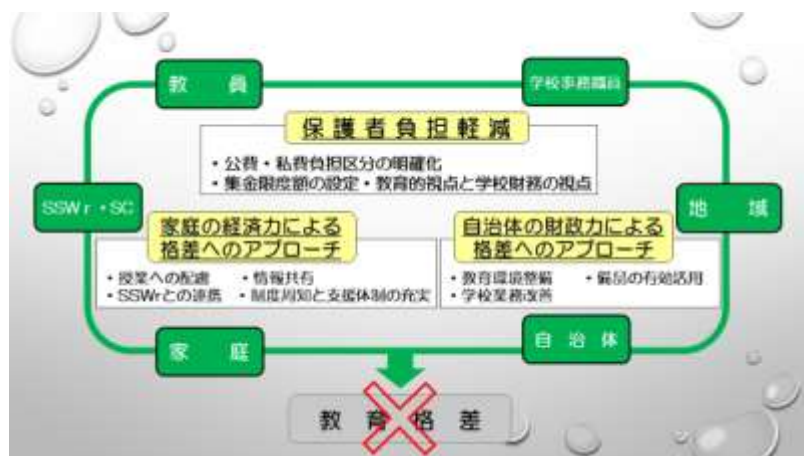 教員
学校事務職員
保護者負担軽減
・公費・私費負担区分の明確化
・集金限度額の設定・教育的視点と学校財務の視点
SSWr・SC
地域
家庭の経済力による
格差へのアプローチ
・授業への配慮 ・情報共有
・SSWrとの連携 ・制度周知と支援体制の充実
自治体の財政力による
格差へのアプローチ
・教育環境整備 ・備品の有効活用
・学校業務改善
家庭
自治体
教育格差